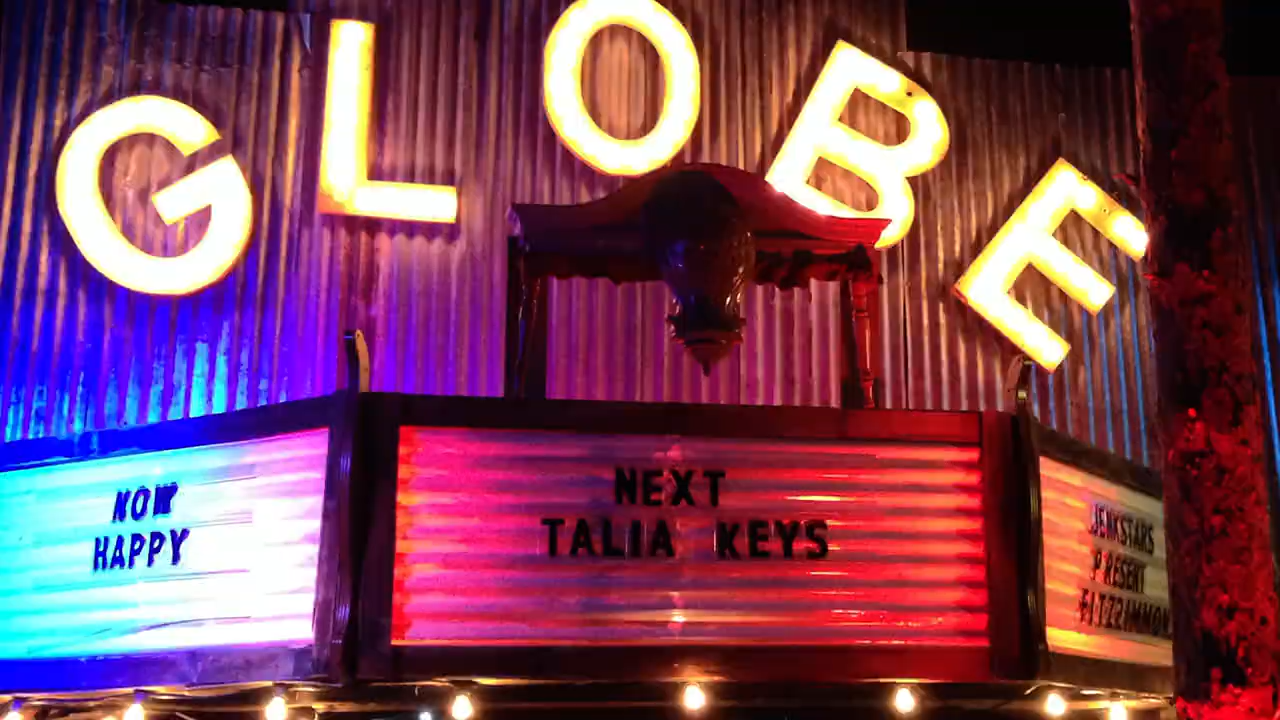 GLOBE
NOW
HAPPY
NEXT
TALIA KEYS
JENKSTARS
PRESENT